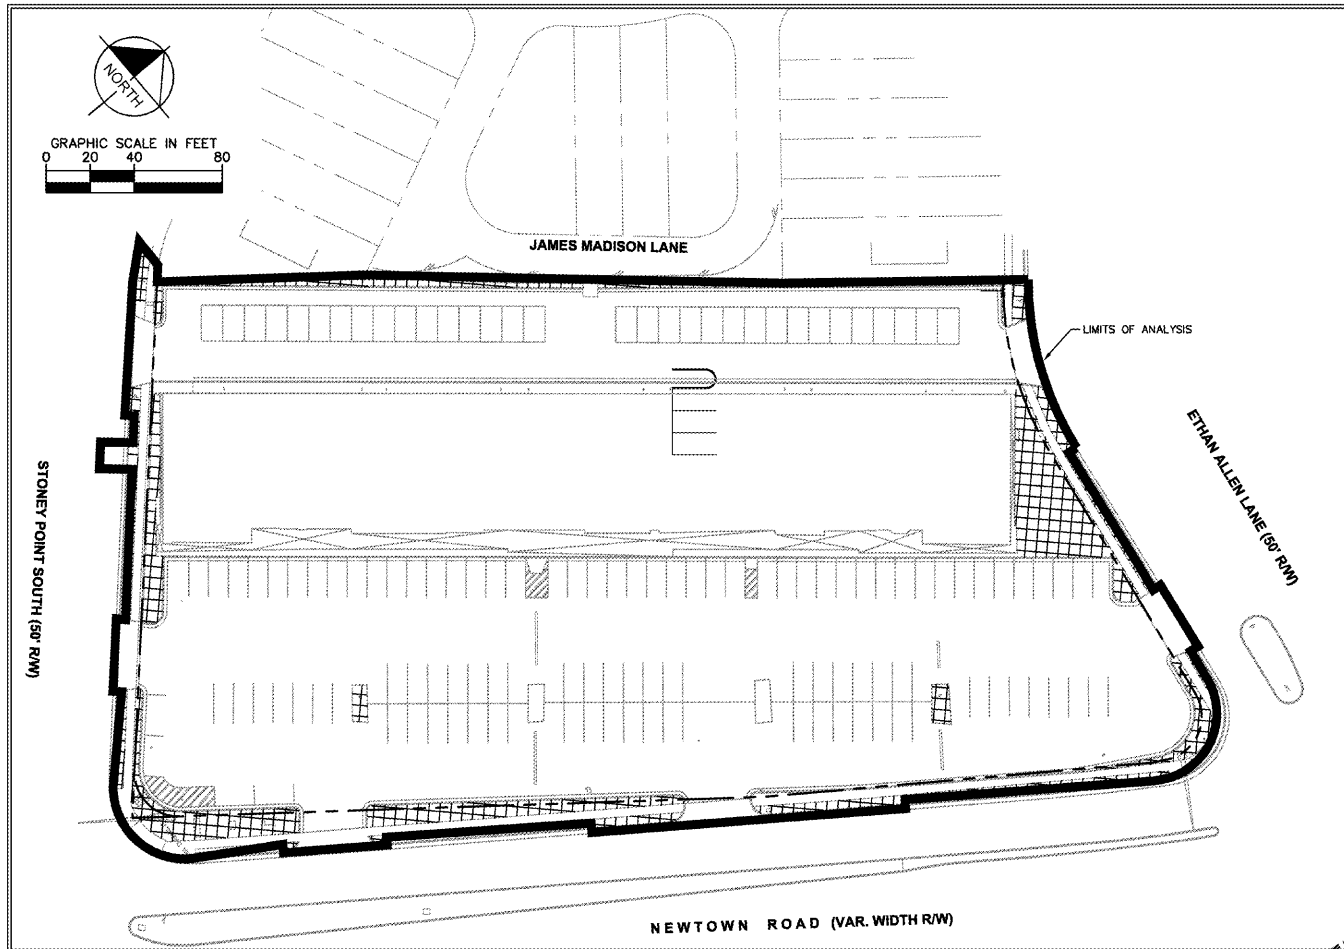 NORTH
GRAPHIC SCALE IN FEET
0 20 40 80
JAMES MADISON LANE
LIMITS OF ANALYSIS
ETHAN ALLEN LANE (50' R/W)
STONEY POINT SOUTH (50' R/W)
NEWTOWN ROAD (VAR. WIDTH R/W)